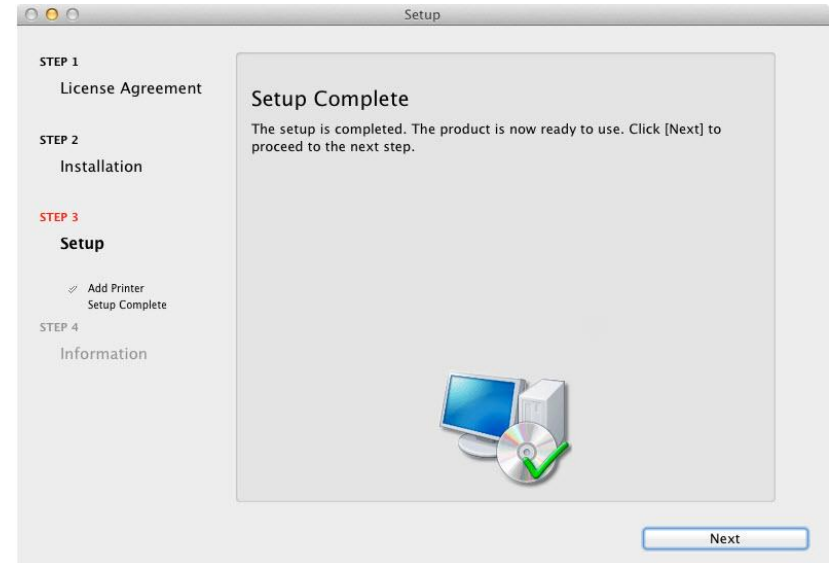 Setup
STEP 1
License Agreement
STEP 2
Installation
STEP 3
Setup
Add Printer
Setup Complete
STEP 4
Information
Setup Complete
The setup is completed. The product is now ready to use. Click [Next] to
proceed to the next step.
Next